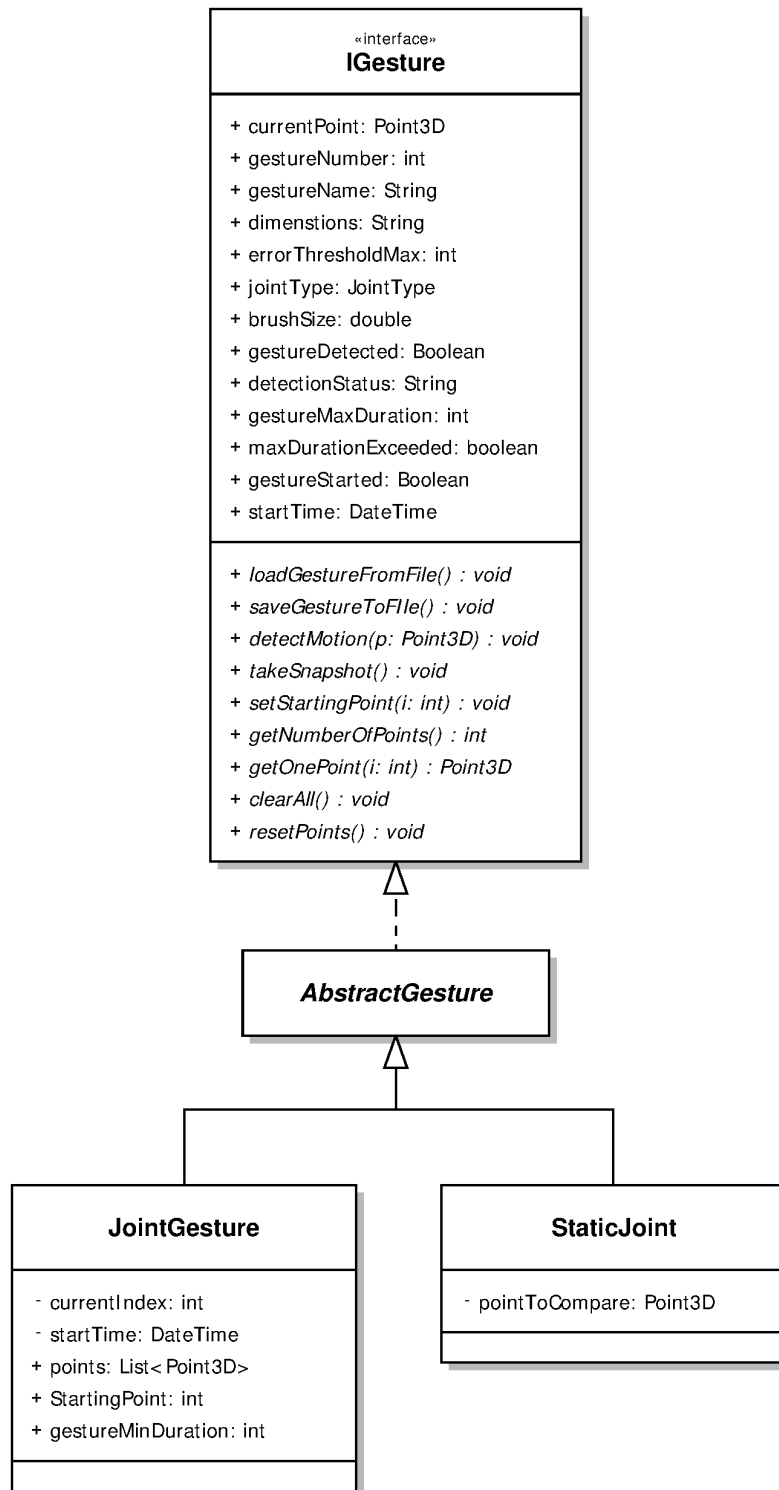 «interface»
IGesture
+ currentPoint: Point3D
+ gestureNumber: int
+ gestureName: String
+ dimenstions: String
+ errorThresholdMax: int
+ jointType: JointType
+ brushSize: double
+ gestureDetected: Boolean
+ detectionStatus: String
+ gestureMaxDuration: int
+ maxDurationExceeded: boolean
+ gestureStarted: Boolean
+ startTime: DateTime
+ loadGestureFromFile() : void
+ saveGestureToFIle() : void
+ detectMotion(p: Point3D) : void
+ takeSnapshot() : void
+ setStartingPoint(i: int) : void
+ getNumberOfPoints() : int
+ getOnePoint(i: int) : Point3D
+ clearAll() : void
+ resetPoints() : void
AbstractGesture
JointGesture
- currentIndex: int
- startTime: DateTime
+ points: List<Point3D>
+ StartingPoint: int
+ gestureMinDuration: int
StaticJoint
- pointToCompare: Point3D